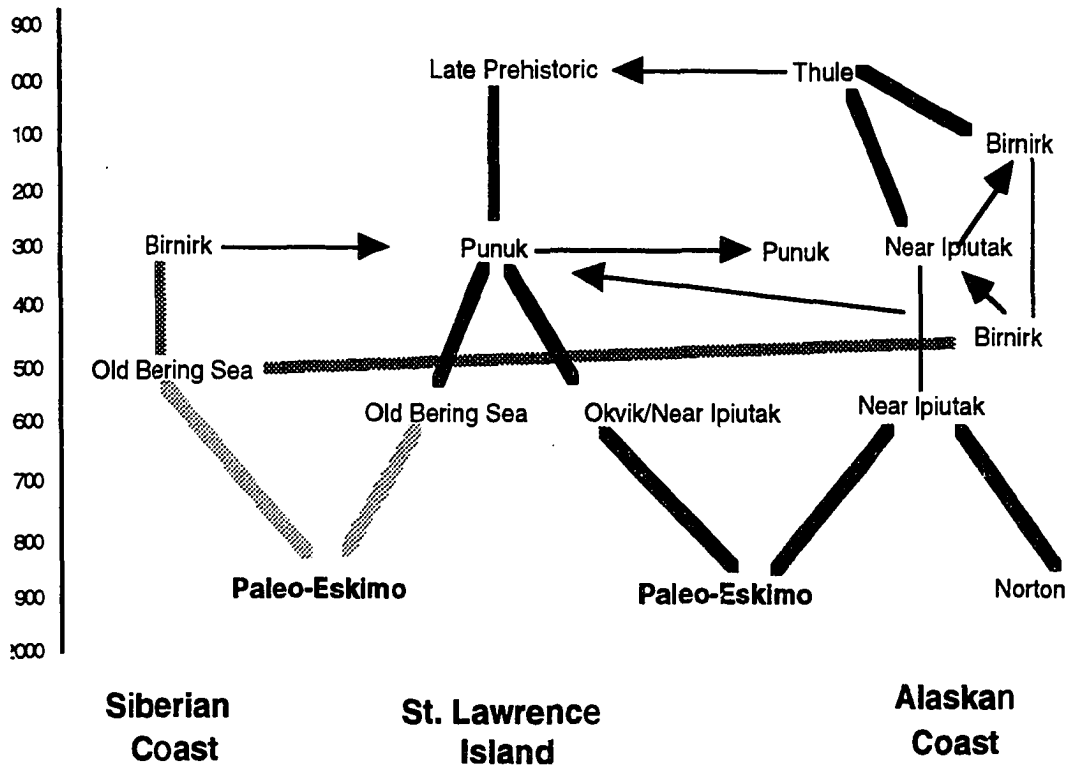 900
000
000
100
200
300
400
500
600
700
800
900
:000
Late Prehistoric
Thule
Birnirk
Birnirk
Punuk
Punuk
Near Ipiutak
Birnirk
Old Bering Sea
Old Bering Sea
Okvik/Near Ipiutak
Near Ipiutak
Paleo-Eskimo
Paleo-Eskimo
Norton
Siberian
Coast
St. Lawrence
Island
Alaskan
Coast